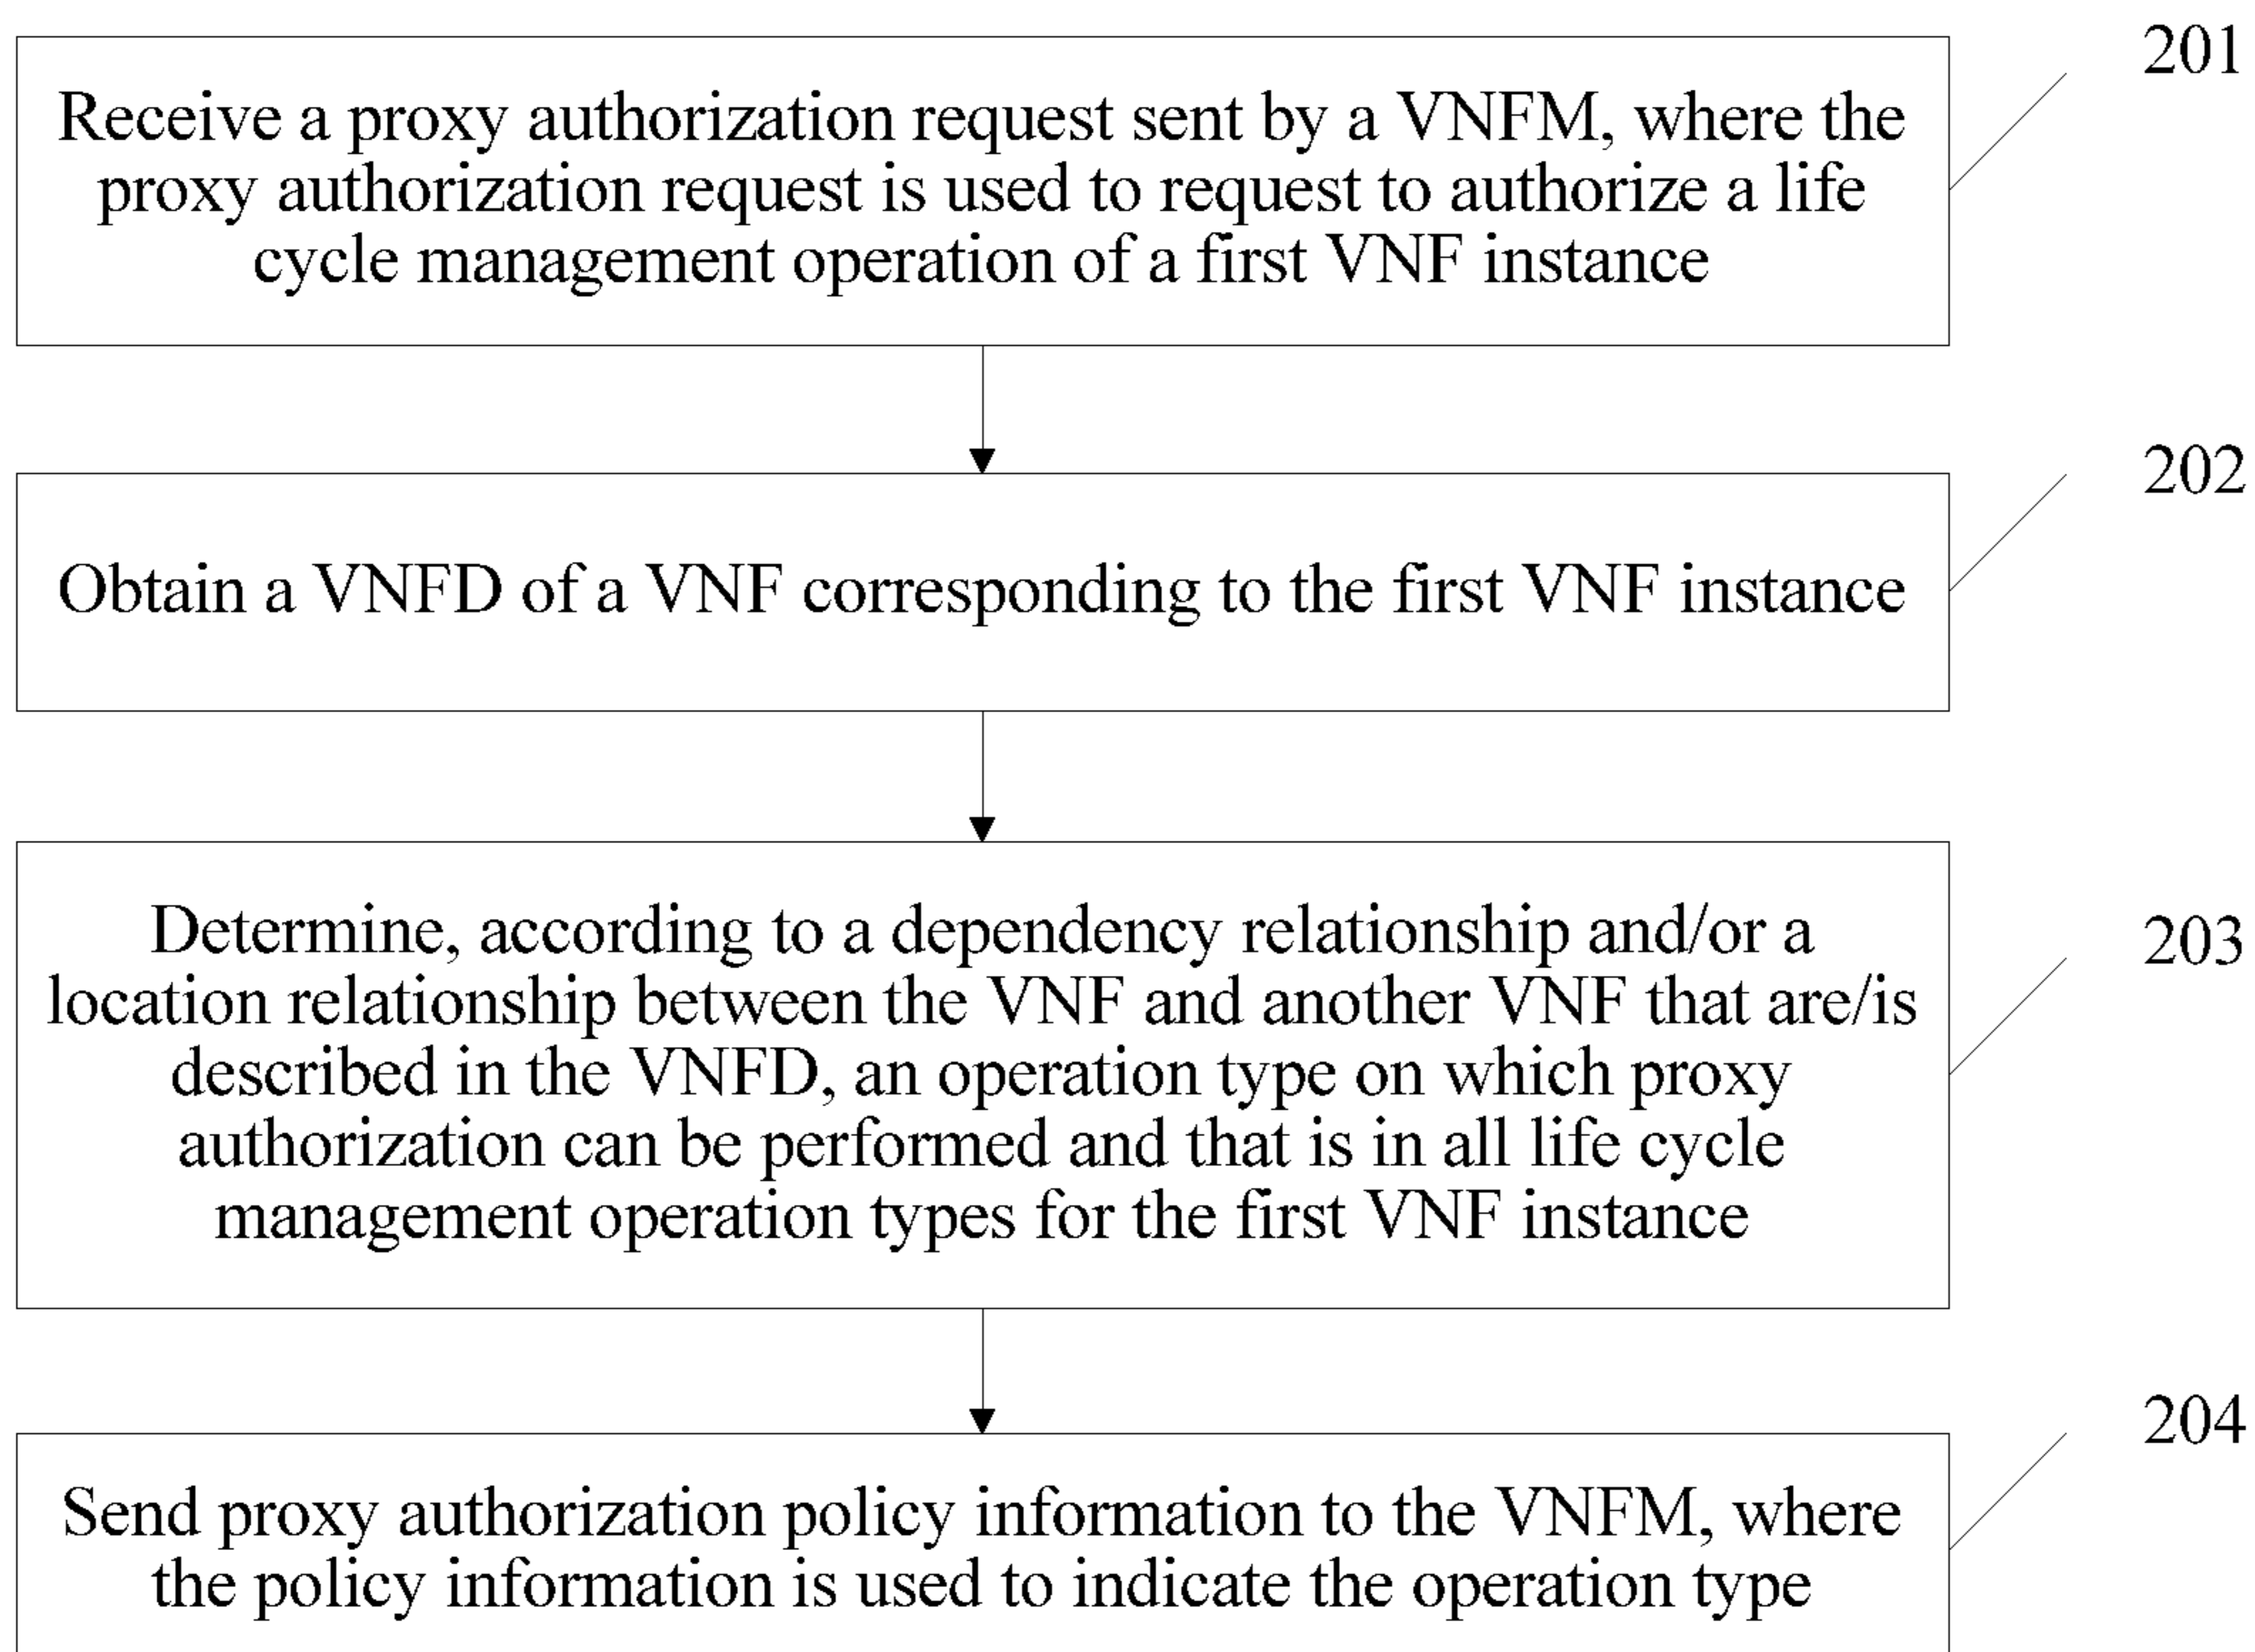 201
Receive a proxy authorization request sent by a VNFM, where the
proxy authorization request is used to request to authorize a life
cycle management operation of a first VNF instance
202
Obtain a VNFD of a VNF corresponding to the first VNF instance
203
Determine, according to a dependency relationship and/or a
location relationship between the VNF and another VNF that are/is
described in the VNFD, an operation type on which proxy
authorization can be performed and that is in all life cycle
management operation types for the first VNF instance
204
Send proxy authorization policy information to the VNFM, where
the policy information is used to indicate the operation type